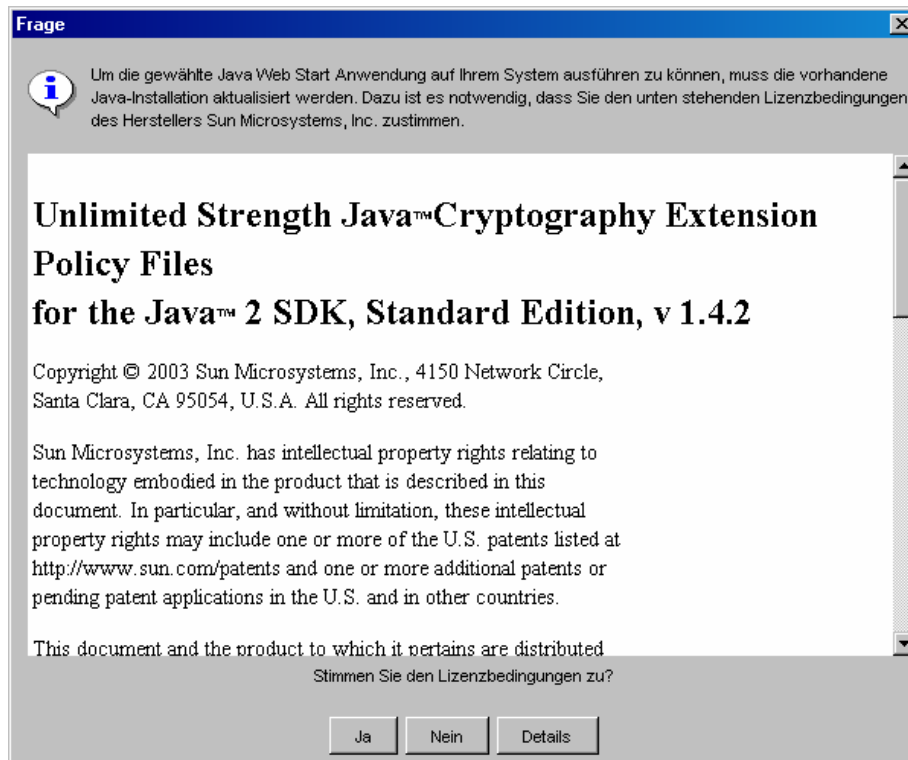 Frage
Um die gewählte Java Web Start Anwendung auf Ihrem System ausführen zu können, muss die vorhandene
Java-Installation aktualisiert werden. Dazu ist es notwendig, dass Sie den unten stehenden Lizenzbedingungen
des Herstellers Sun Microsystems, Inc. zustimmen.
Unlimited Strength Java™Cryptography Extension
Policy Files
for the Java™ 2 SDK, Standard Edition, v 1.4.2
Copyright © 2003 Sun Microsystems, Inc., 4150 Network Circle,
Santa Clara, CA 95054, U.S.A. All rights reserved.
Sun Microsystems, Inc. has intellectual property rights relating to
technology embodied in the product that is described in this
document. In particular, and without limitation, these intellectual
property rights may include one or more of the U.S. patents listed at
http://www.sun.com/patents and one or more additional patents or
pending patent applications in the U.S. and in other countries.
This document and the product to which it pertains are distributed
Stimmen Sie den Lizenzbedingungen zu?
Ja Nein Details